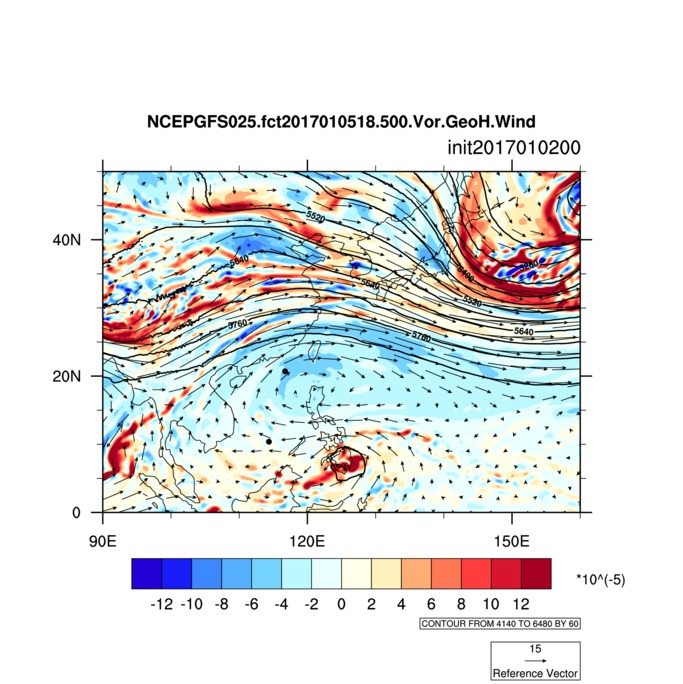 NCEPGFS025.fct2017010518.500.Vor.GeoH.Wind
init2017010200
5520
40N
5640
5400
5280
5640
5520
5760
5760
5640
20N
0
90E 120E 150E
-12 -10 -8 -6 -4 -2 0 2 4 6 8 10 12
*10^(-5)
CONTOUR FROM 4140 TO 6480 BY 60
15
Reference Vector